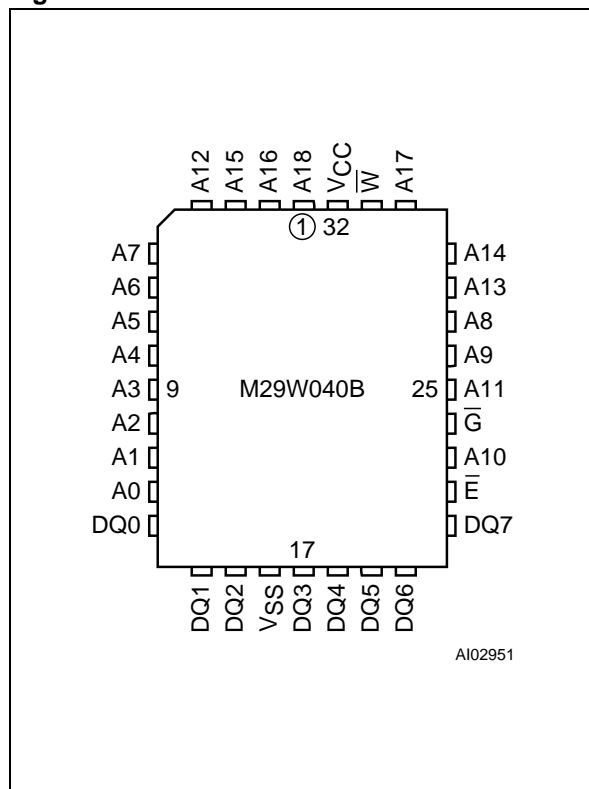 A12 A15 A16 A18 VCC W̅ A17
① 32
A7 A14
A6 A13
A5 A8
A4 A9
A3 9 M29W040B 25 A11
A2 G̅
A1 A10
A0 E̅
DQ0 DQ7
17
DQ1 DQ2 VSS DQ3 DQ4 DQ5 DQ6
AI02951